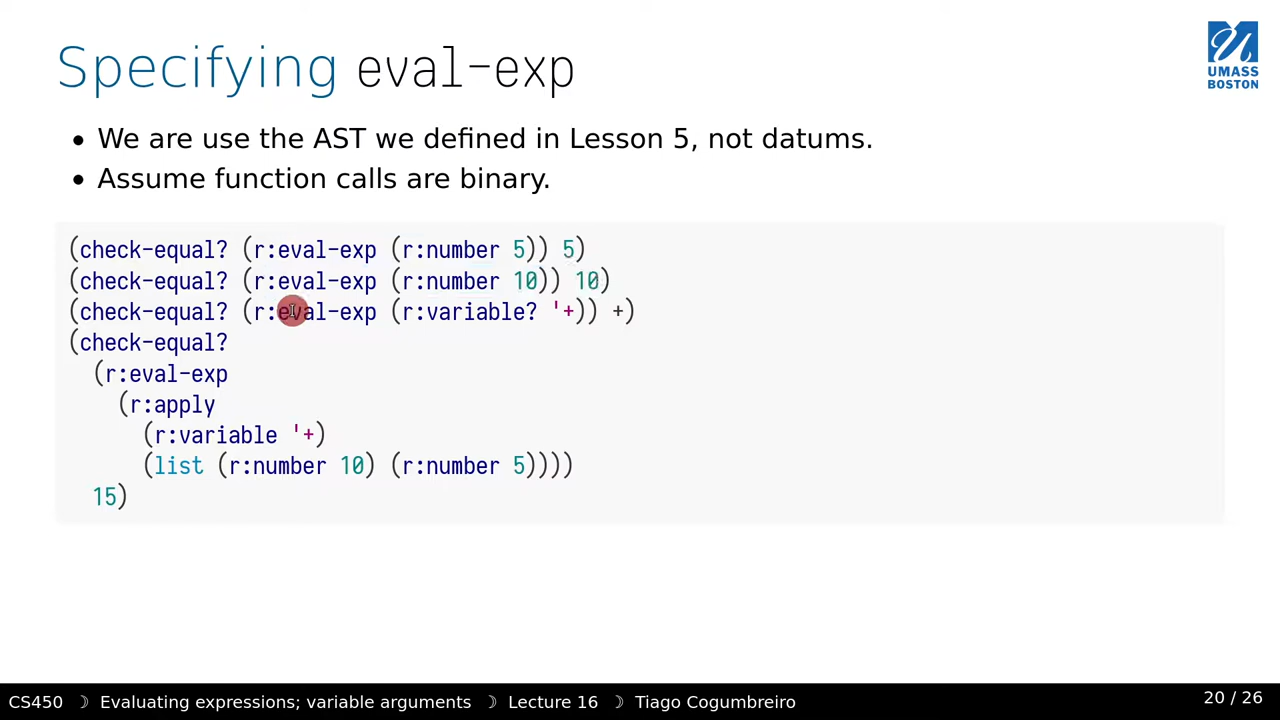 Specifying eval-exp
UMASS
BOSTON
• We are use the AST we defined in Lesson 5, not datums.
• Assume function calls are binary.
(check-equal? (r:eval-exp (r:number 5)) 5)
(check-equal? (r:eval-exp (r:number 10)) 10)
(check-equal? (r:eval-exp (r:variable? '+)) +)
(check-equal?
  (r:eval-exp
    (r:apply
      (r:variable '+)
      (list (r:number 10) (r:number 5))))
  15)
CS450 ☽ Evaluating expressions; variable arguments ☽ Lecture 16 ☽ Tiago Cogumbreiro
20 / 26